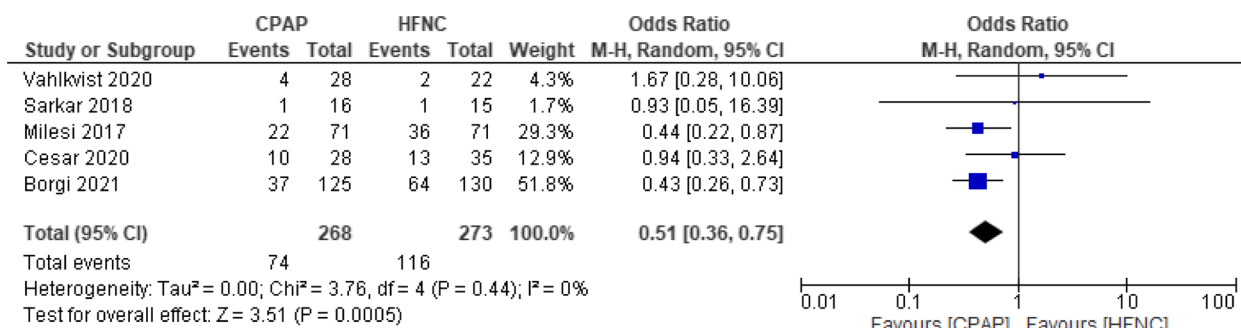 CPAP HFNC Odds Ratio Odds Ratio
Study or Subgroup Events Total Events Total Weight M-H, Random, 95% CI M-H, Random, 95% CI
Vahlkvist 2020 4 28 2 22 4.3% 1.67 [0.28, 10.06]
Sarkar 2018 1 16 1 15 1.7% 0.93 [0.05, 16.39]
Milesi 2017 22 71 36 71 29.3% 0.44 [0.22, 0.87]
Cesar 2020 10 28 13 35 12.9% 0.94 [0.33, 2.64]
Borgi 2021 37 125 64 130 51.8% 0.43 [0.26, 0.73]
Total (95% CI) 268 273 100.0% 0.51 [0.36, 0.75]
Total events 74 116
Heterogeneity: Tau² = 0.00; Chi² = 3.76, df = 4 (P = 0.44); I² = 0%
Test for overall effect: Z = 3.51 (P = 0.0005)
0.01 0.1 1 10 100
Favours [CPAP] Favours [HFNC]